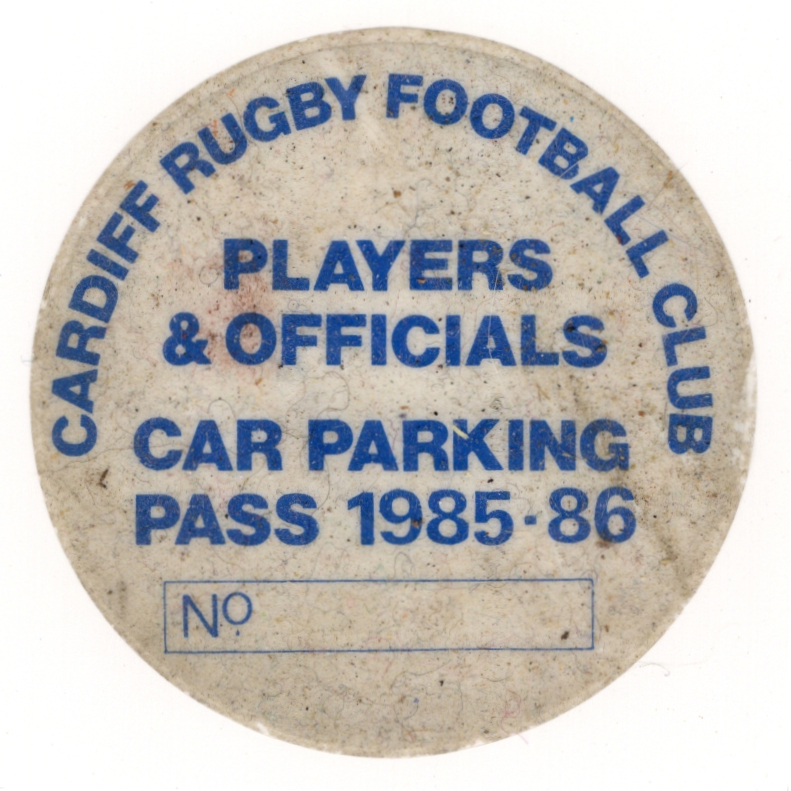 CARDIFF RUGBY FOOTBALL CLUB
PLAYERS
& OFFICIALS
CAR PARKING
PASS 1985-86
Nº